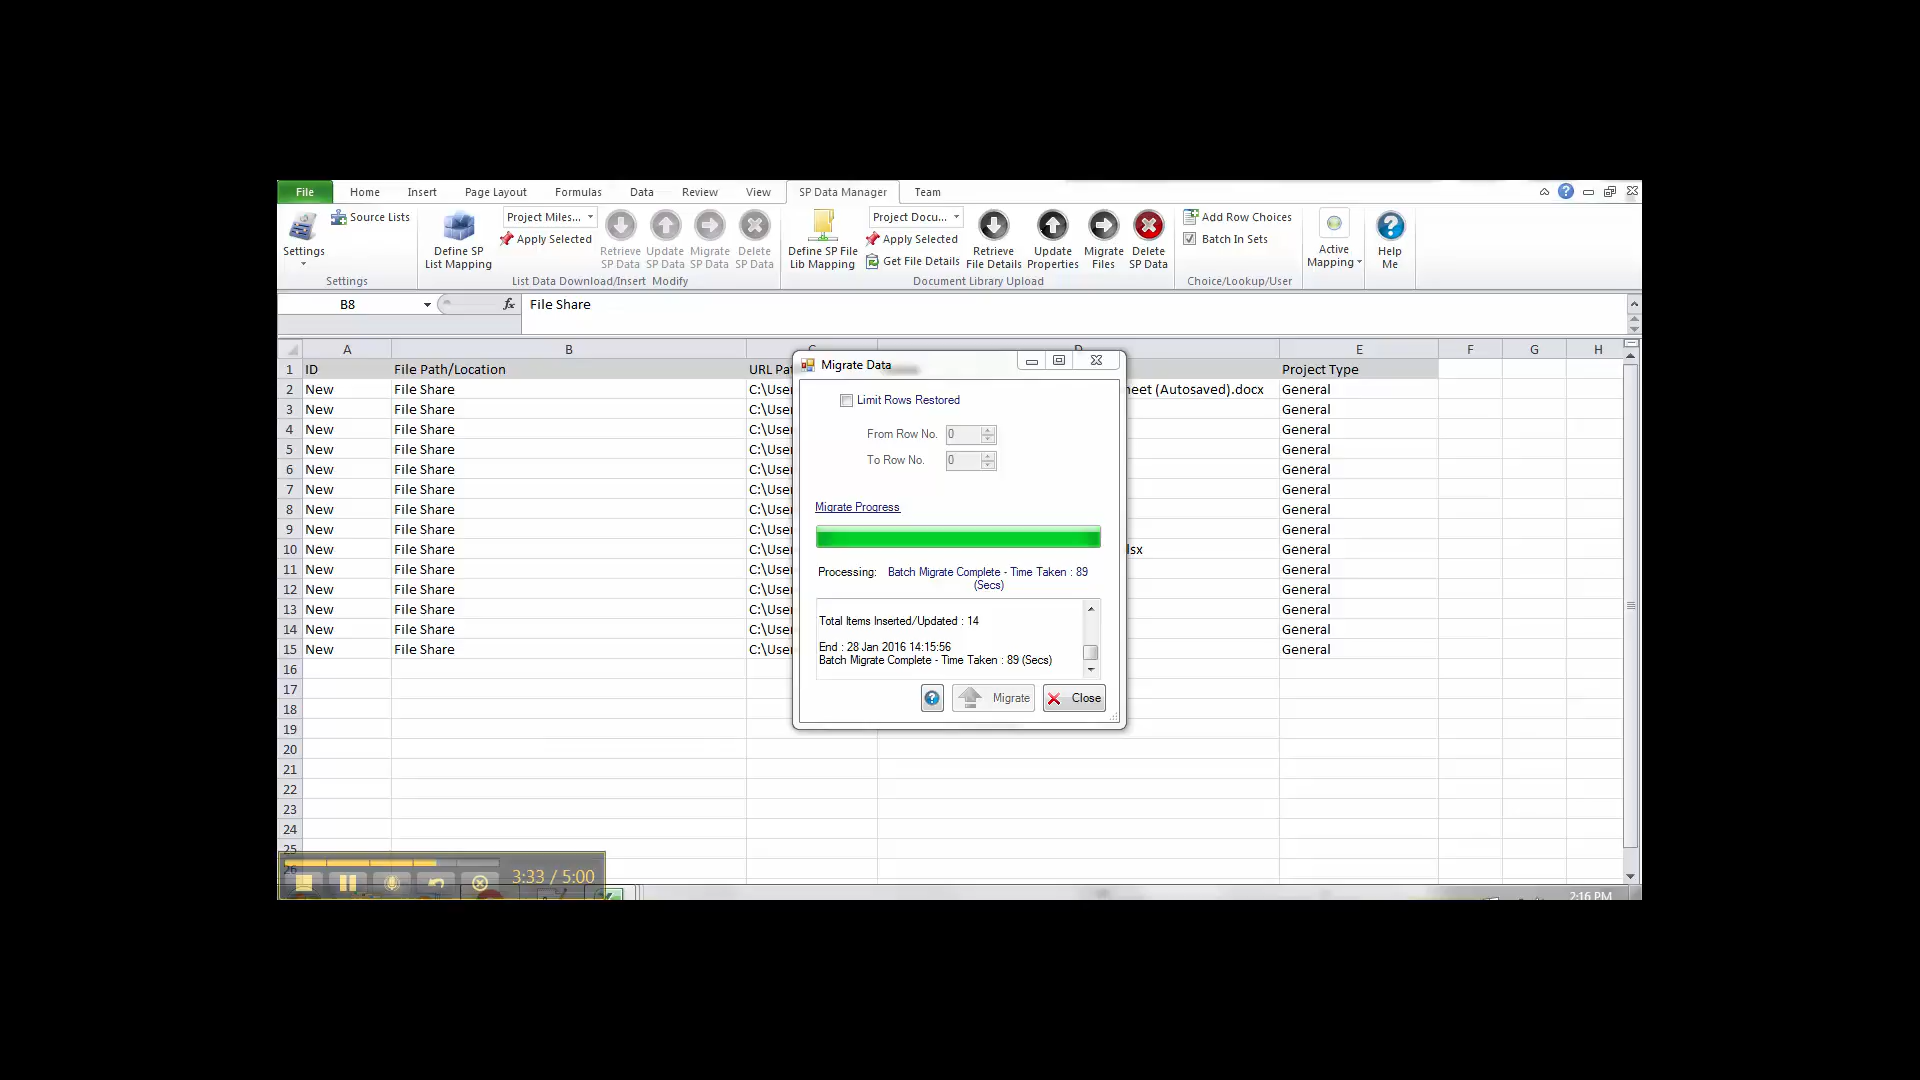 File Home Insert Page Layout Formulas Data Review View SP Data Manager Team
Settings
Source Lists
Settings
Define SP
List Mapping
Project Miles...
Apply Selected
Retrieve
SP Data
Update
SP Data
Migrate
SP Data
Delete
SP Data
List Data Download/Insert Modify
Define SP File
Lib Mapping
Project Docu...
Apply Selected
Get File Details
Retrieve
File Details
Update
Properties
Migrate
Files
Delete
SP Data
Document Library Upload
Add Row Choices
Batch In Sets
Choice/Lookup/User
Active
Mapping
Help
Me
B8 fx File Share
A B C D E F G H
1 ID File Path/Location URL Pat Project Type
2 New File Share C:\User heet (Autosaved).docx General
3 New File Share C:\User General
4 New File Share C:\User General
5 New File Share C:\User General
6 New File Share C:\User General
7 New File Share C:\User General
8 New File Share C:\User General
9 New File Share C:\User General
10 New File Share C:\User lsx General
11 New File Share C:\User General
12 New File Share C:\User General
13 New File Share C:\User General
14 New File Share C:\User General
15 New File Share C:\User General
16
17
18
19
20
21
22
23
24
25
26
Migrate Data
Limit Rows Restored
From Row No. 0
To Row No. 0
Migrate Progress
Processing: Batch Migrate Complete - Time Taken : 89
(Secs)
Total Items Inserted/Updated : 14
End : 28 Jan 2016 14:15:56
Batch Migrate Complete - Time Taken : 89 (Secs)
Migrate Close
3:33 / 5:00
2:16 PM